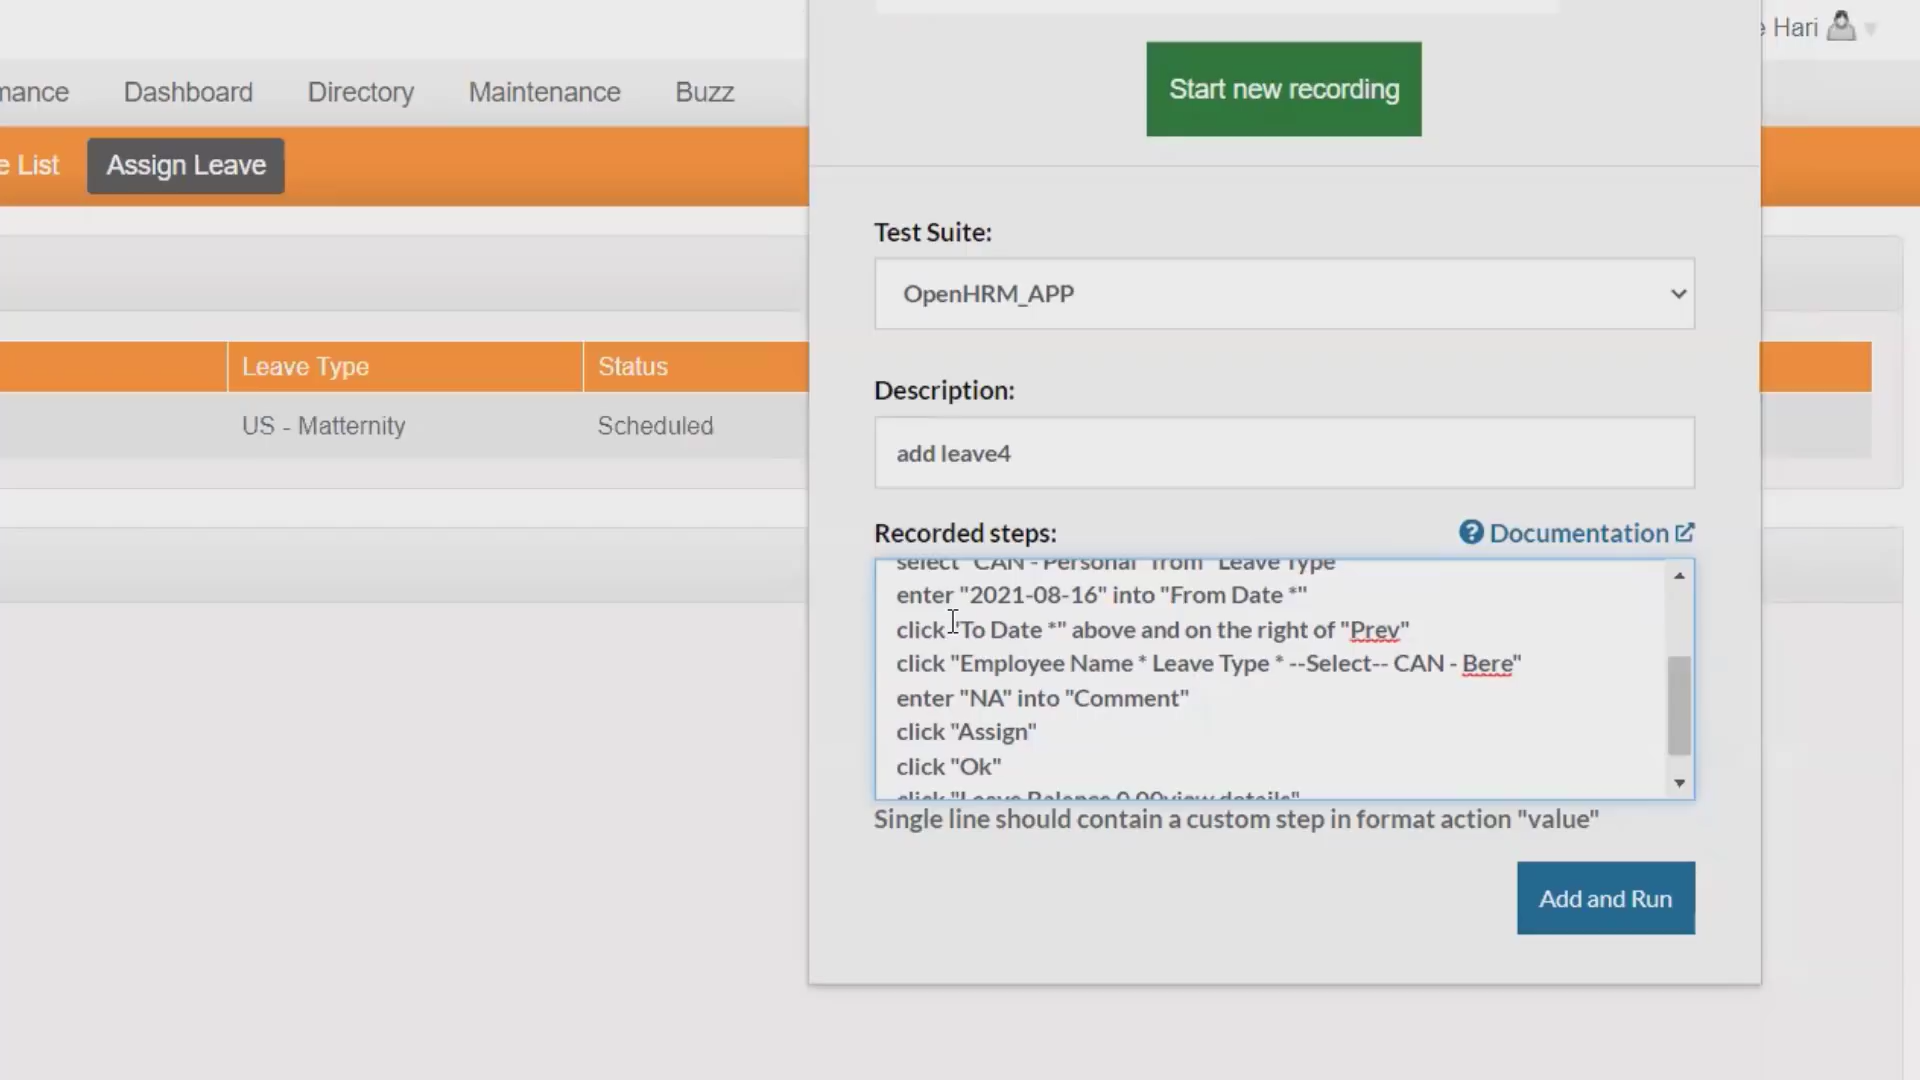 Start new recording
Hari
mance Dashboard Directory Maintenance Buzz
e List Assign Leave
Test Suite:
OpenHRM_APP
Leave Type Status
Description:
US - Matternity Scheduled
add leave4
Recorded steps:
Documentation
select "CAN - Personal" from "Leave Type
enter "2021-08-16" into "From Date *"
click "To Date *" above and on the right of "Prev"
click "Employee Name * Leave Type * --Select-- CAN - Bere"
enter "NA" into "Comment"
click "Assign"
click "Ok"
click "Leave Balance 0.00view details"
Single line should contain a custom step in format action "value"
Add and Run